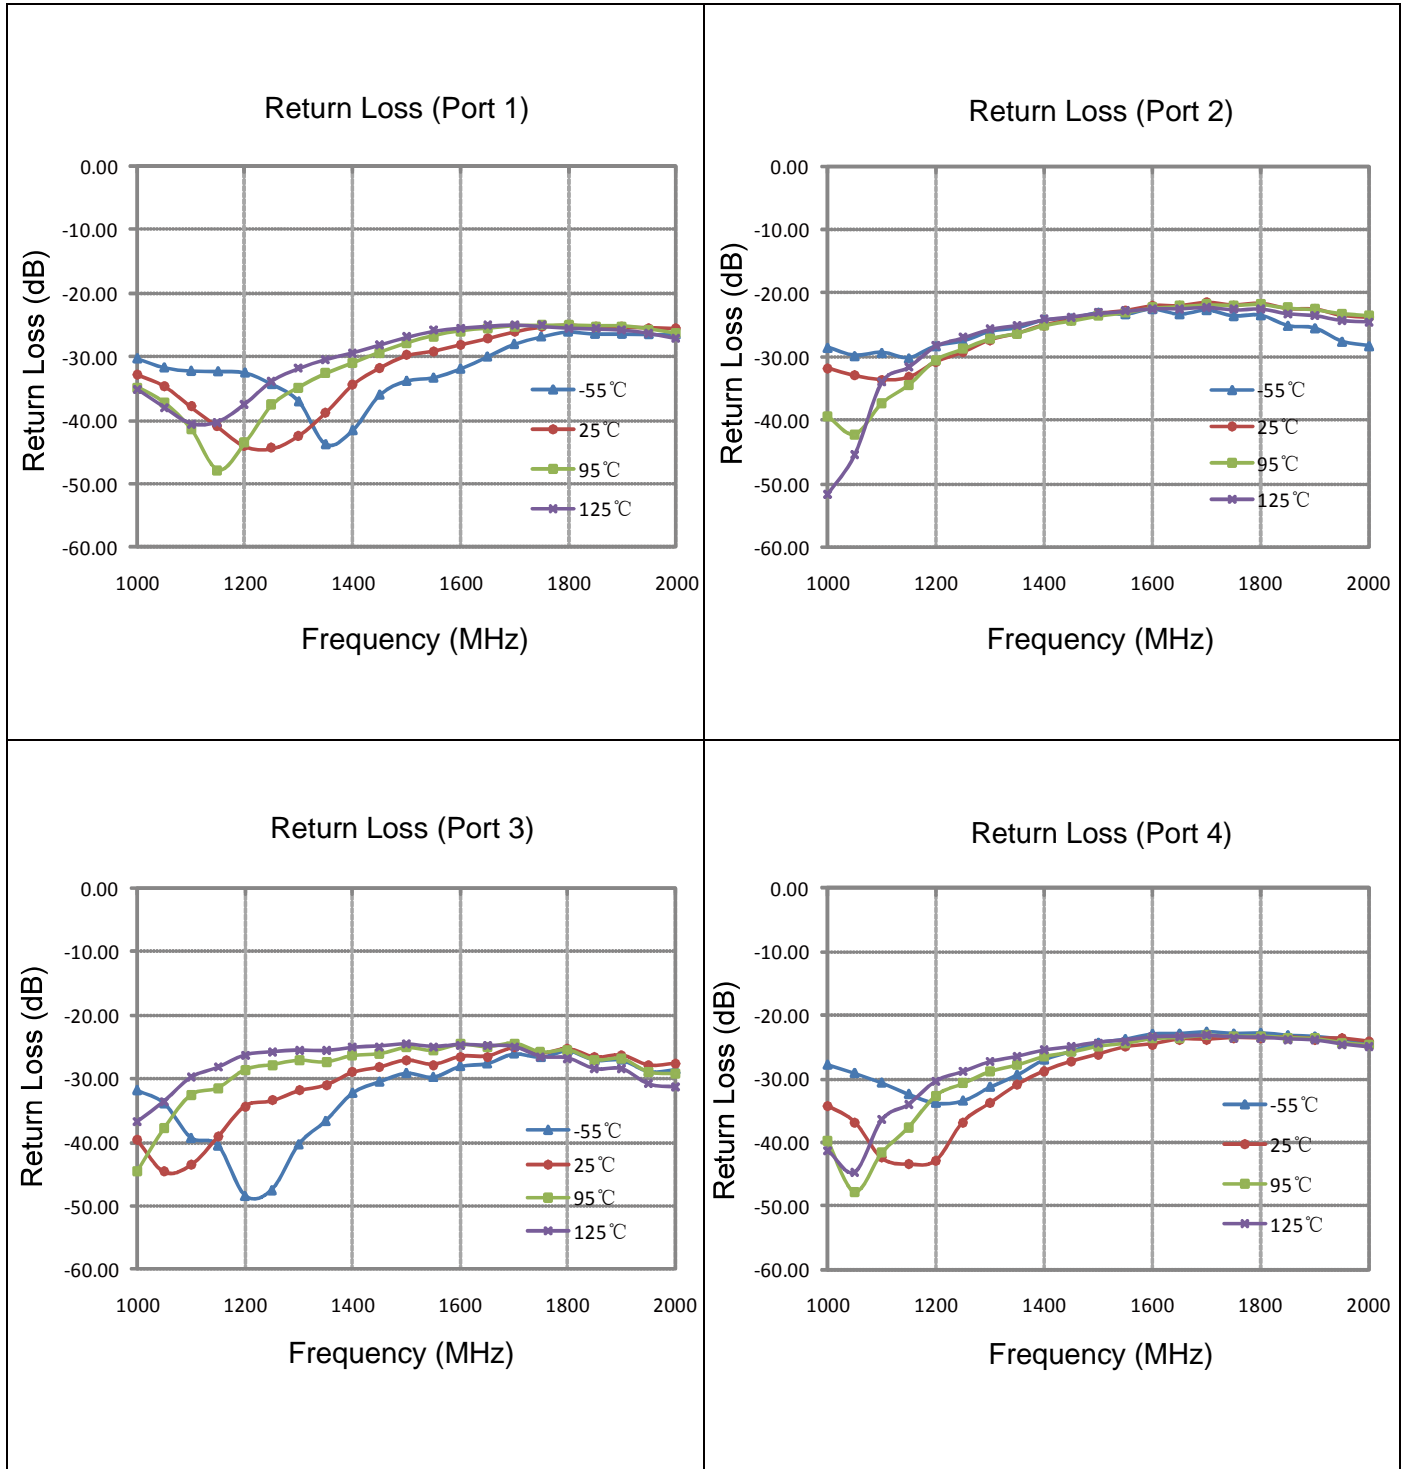 Return Loss (Port 1)
Return Loss (dB)
0.00
-10.00
-20.00
-30.00
-40.00
-50.00
-60.00
-55℃
25℃
95℃
125℃
1000 1200 1400 1600 1800 2000
Frequency (MHz)
Return Loss (Port 2)
Return Loss (dB)
0.00
-10.00
-20.00
-30.00
-40.00
-50.00
-60.00
-55℃
25℃
95℃
125℃
1000 1200 1400 1600 1800 2000
Frequency (MHz)
Return Loss (Port 3)
Return Loss (dB)
0.00
-10.00
-20.00
-30.00
-40.00
-50.00
-60.00
-55℃
25℃
95℃
125℃
1000 1200 1400 1600 1800 2000
Frequency (MHz)
Return Loss (Port 4)
Return Loss (dB)
0.00
-10.00
-20.00
-30.00
-40.00
-50.00
-60.00
-55℃
25℃
95℃
125℃
1000 1200 1400 1600 1800 2000
Frequency (MHz)